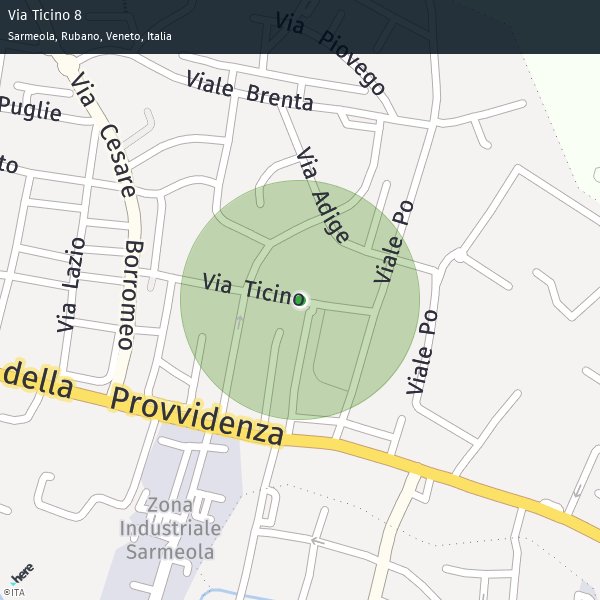 Via Ticino 8
Sarmeola, Rubano, Veneto, Italia
Via Piovego
Viale Brenta
Puglie
Via Cesare Borromeo
to
Via Adige
Viale Po
Via Lazio
Via Ticino
Viale Po
della Provvidenza
Zona
Industriale
Sarmeola
here
©ITA